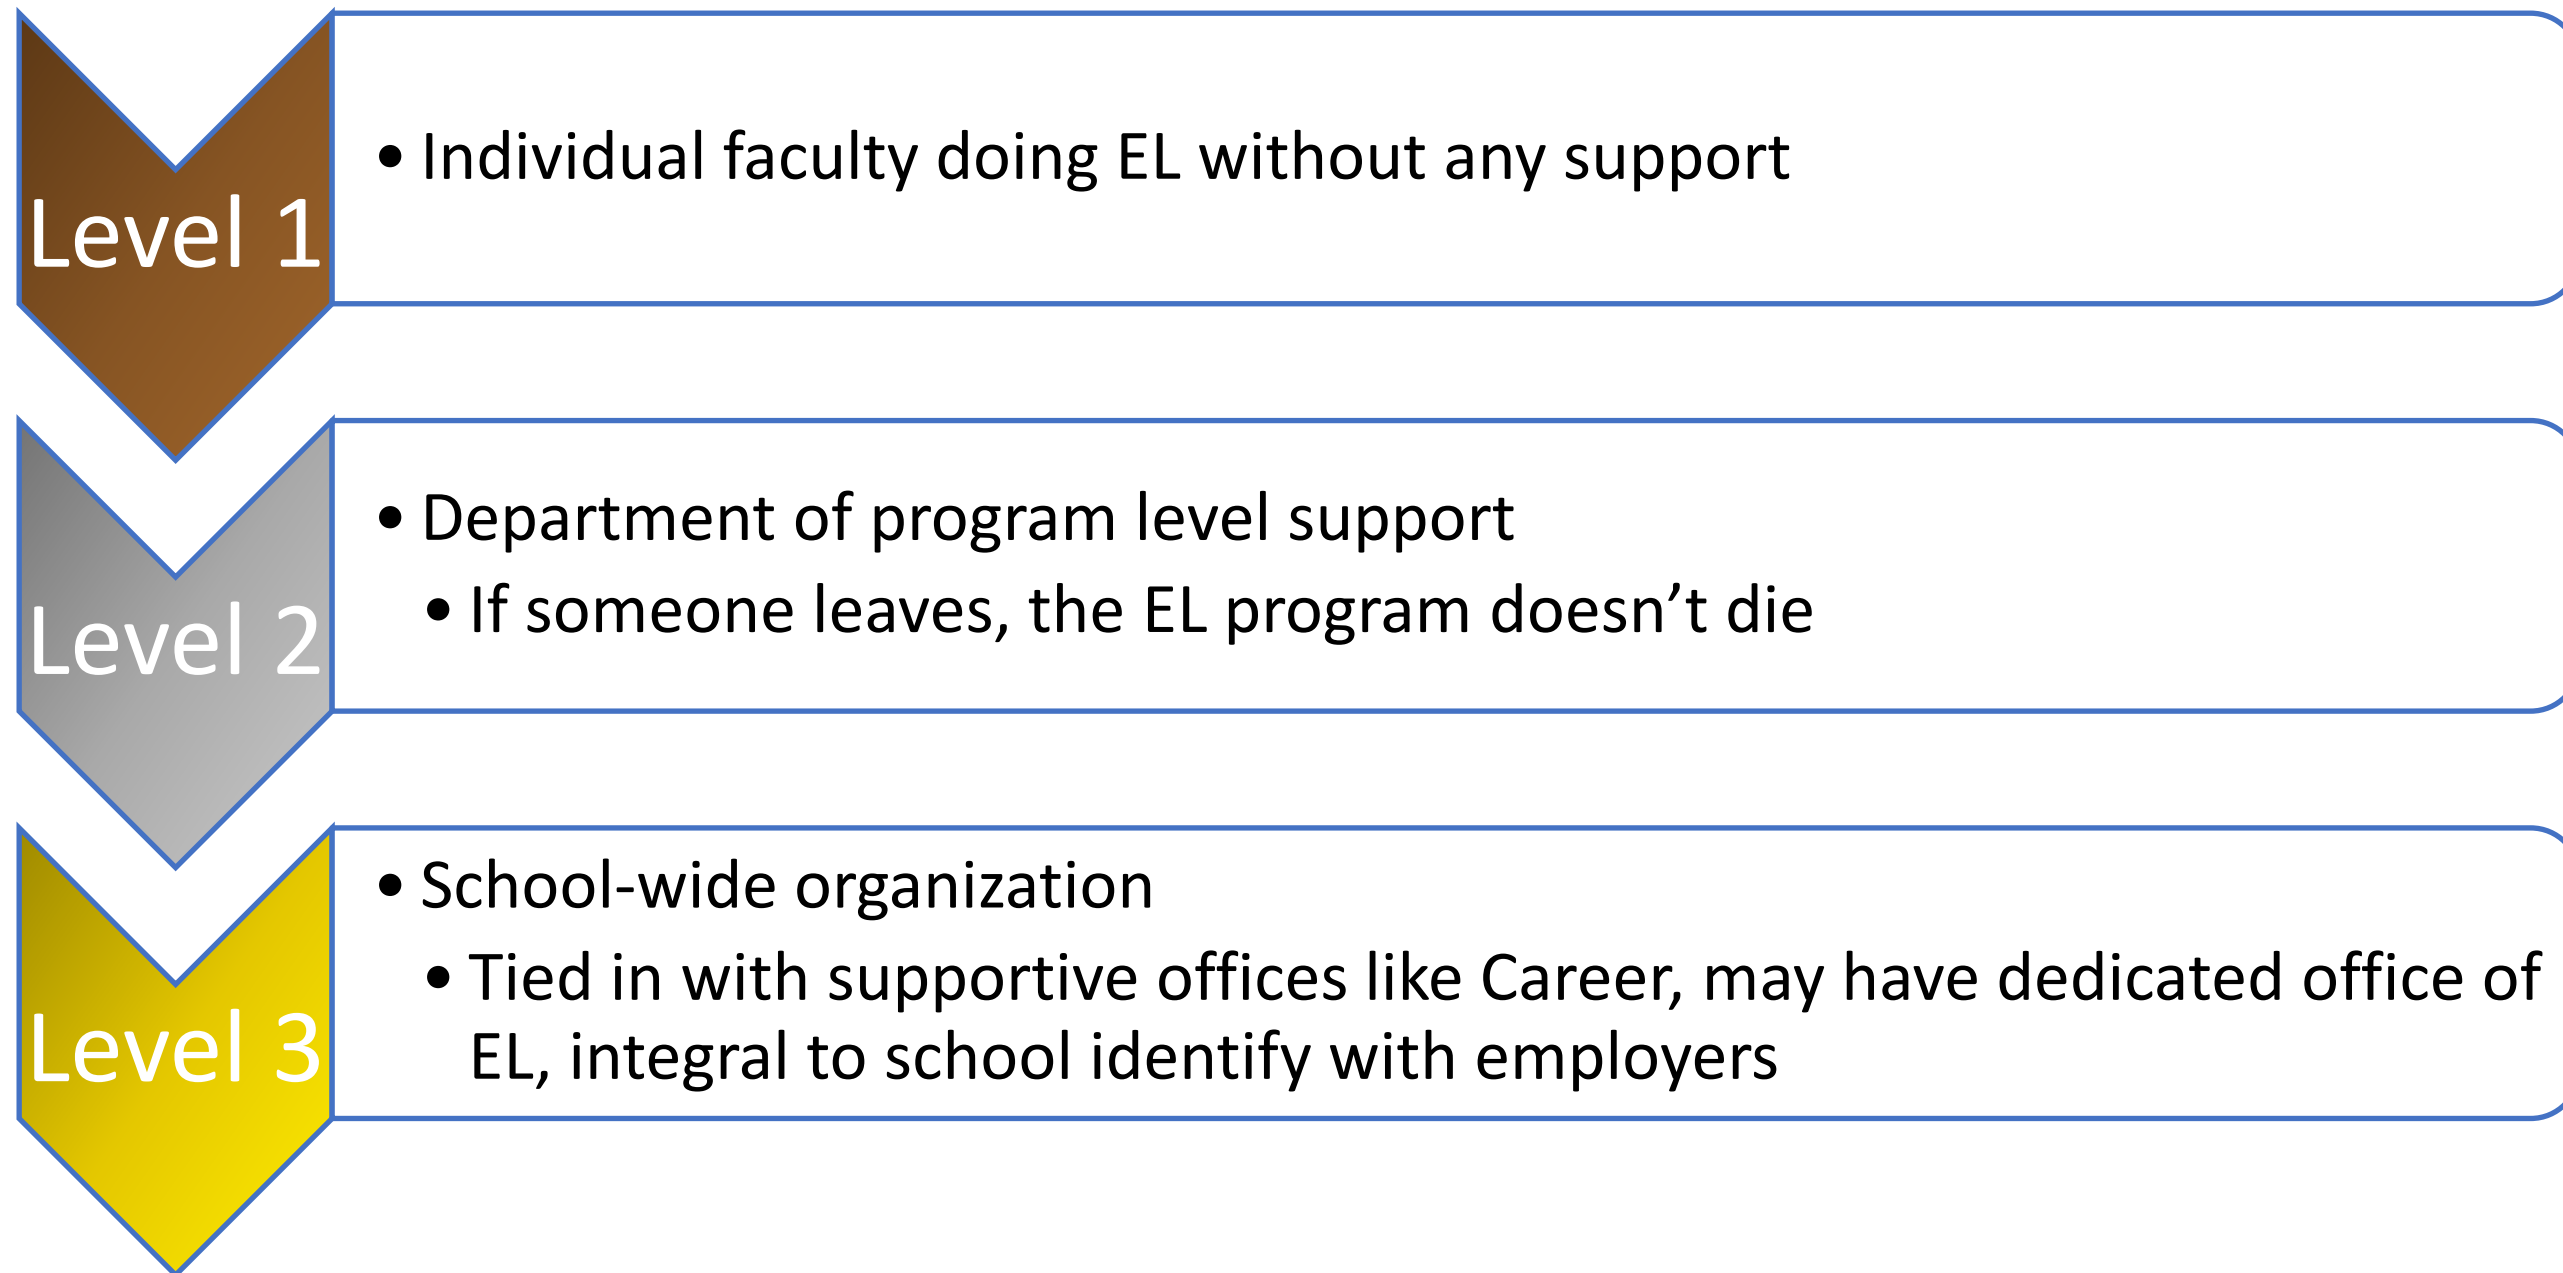 Level 1
• Individual faculty doing EL without any support
Level 2
• Department of program level support
• If someone leaves, the EL program doesn’t die
Level 3
• School-wide organization
• Tied in with supportive offices like Career, may have dedicated office of
EL, integral to school identify with employers